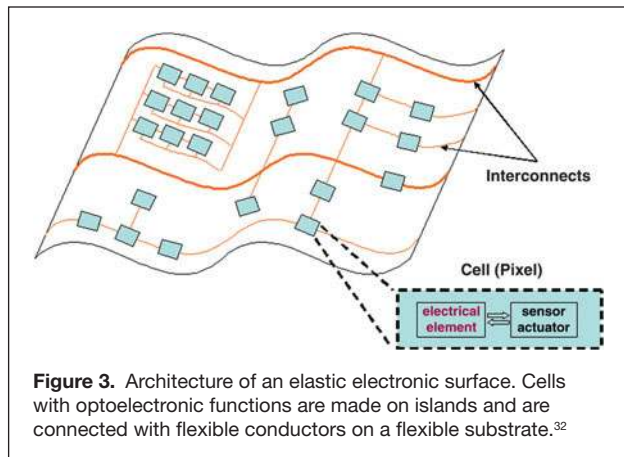 Interconnects
Cell (Pixel)
electrical sensor
element actuator
Figure 3. Architecture of an elastic electronic surface. Cells
with optoelectronic functions are made on islands and are
connected with flexible conductors on a flexible substrate.³²